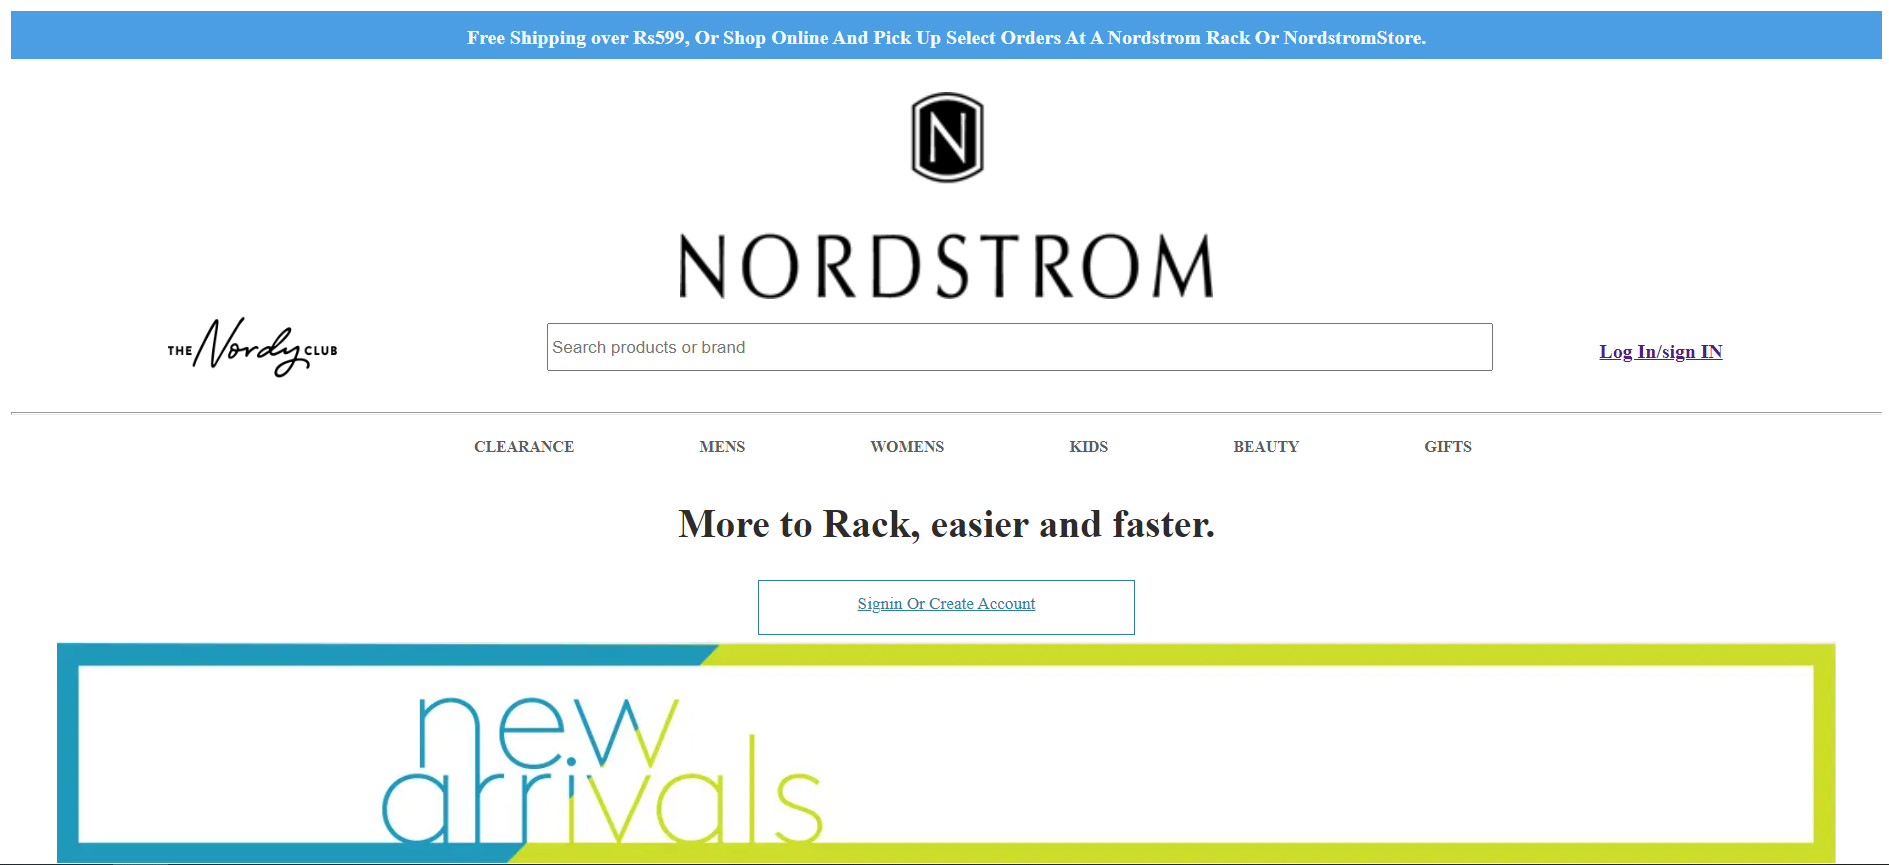 Free Shipping over Rs599, Or Shop Online And Pick Up Select Orders At A Nordstrom Rack Or NordstromStore.
N
NORDSTROM
THE Nordy CLUB
Search products or brand
Log In/sign IN
CLEARANCE MENS WOMENS KIDS BEAUTY GIFTS
More to Rack, easier and faster.
Signin Or Create Account
new
arrivals